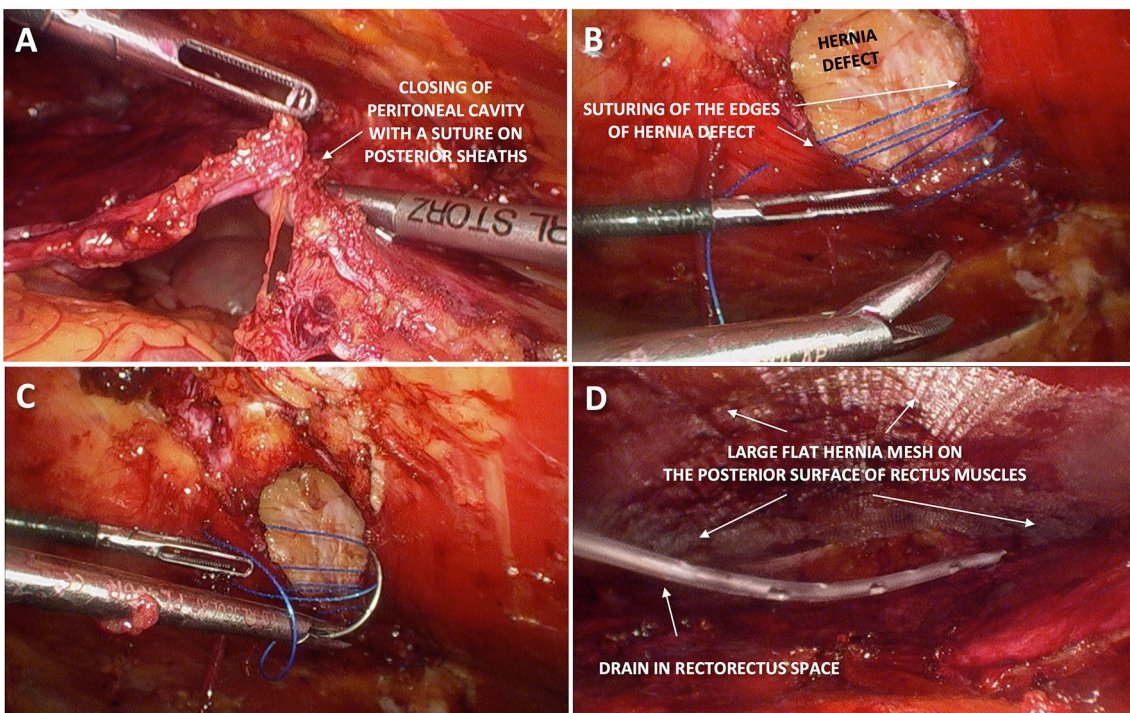 A
CLOSING OF
PERITONEAL CAVITY
WITH A SUTURE ON
POSTERIOR SHEATHS
RL STORZ
B
HERNIA
DEFECT
SUTURING OF THE EDGES
OF HERNIA DEFECT
C
D
LARGE FLAT HERNIA MESH ON
THE POSTERIOR SURFACE OF RECTUS MUSCLES
DRAIN IN RECTORECTUS SPACE